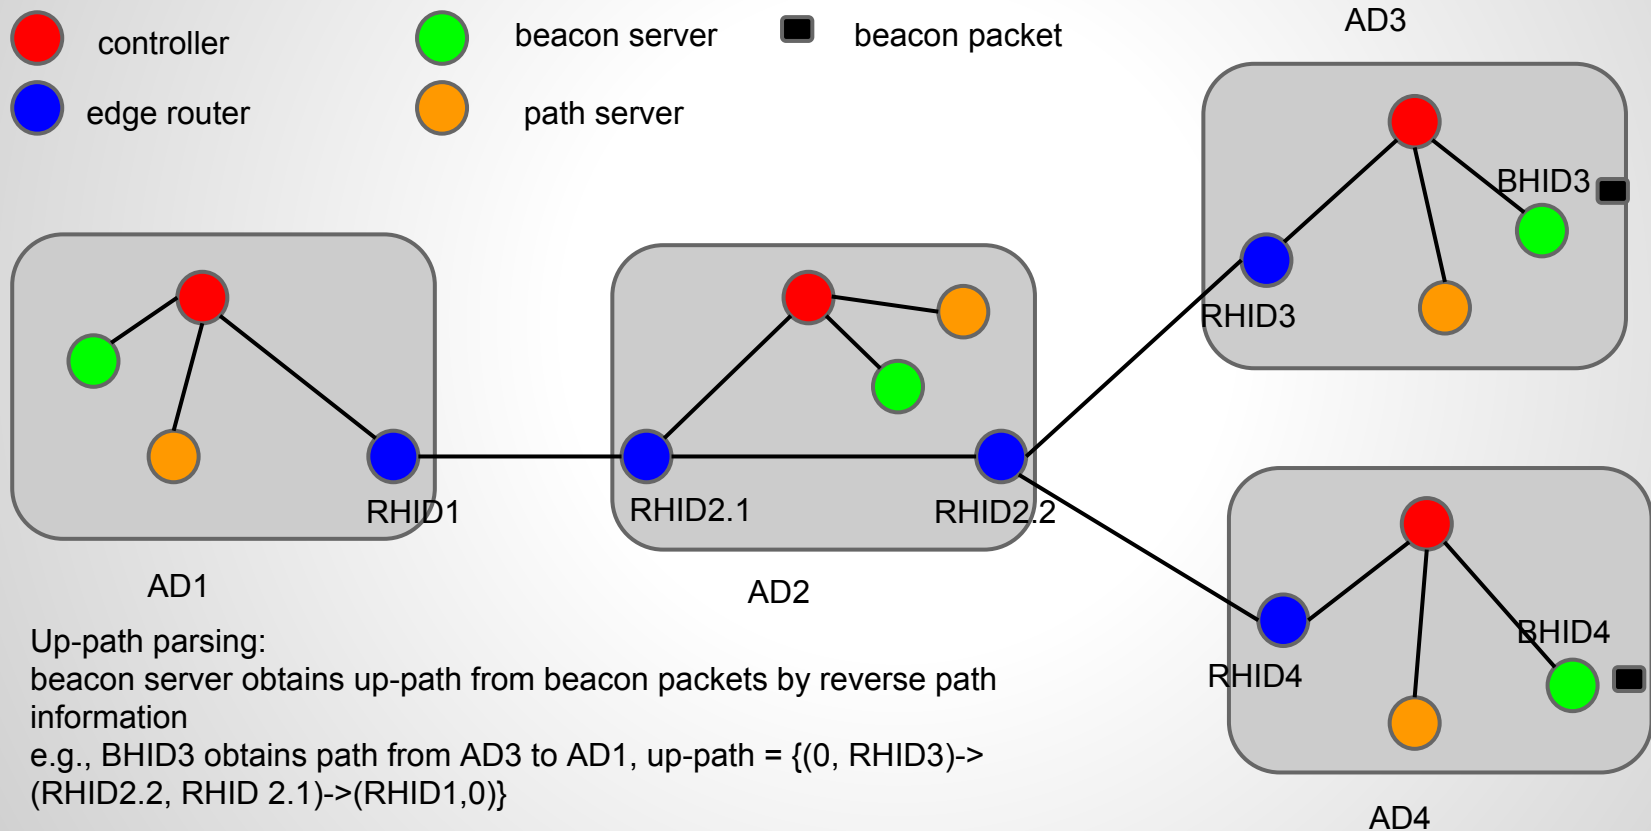 controller
beacon server
beacon packet
edge router
path server
AD3
BHID3
RHID3
RHID1
RHID2.1
RHID2.2
AD1
AD2
BHID4
RHID4
AD4
Up-path parsing:
beacon server obtains up-path from beacon packets by reverse path
information
e.g., BHID3 obtains path from AD3 to AD1, up-path = {(0, RHID3)->
(RHID2.2, RHID 2.1)->(RHID1,0)}